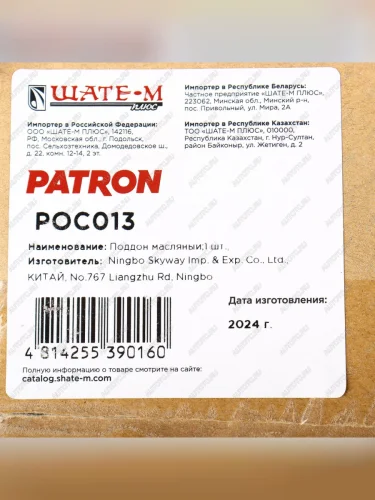 ШАТЕ-М
ПЛЮС
Импортер в Российской Федерации:
ООО «ШАТЕ-М ПЛЮС», 142116,
РФ, Московская обл., г. Подольск,
пос. Сельхозтехника, Домодедовское ш.,
д. 22, комн. 12-14, 2 эт.
Импортер в Республике Беларусь:
Частное предприятие «ШАТЕ-М ПЛЮС»,
223062, Минская обл., Минский р-н,
пос. Привольный, ул. Мира, 2А
Импортер в Республике Казахстан:
ТОО «ШАТЕ-М ПЛЮС», 010000,
Республика Казахстан, г. Нур-Султан,
район Байконыр, ул. Жетиген, д. 2
PATRON
POC013
Наименование: Поддон масляный,1 шт.,
Изготовитель: Ningbo Skyway Imp. & Exp. Co., Ltd.,
КИТАЙ, No.767 Liangzhu Rd, Ningbo
Дата изготовления:
2024 г.
4 814255 390160
Полную информацию о товаре смотрите на сайте:
catalog.shate-m.com